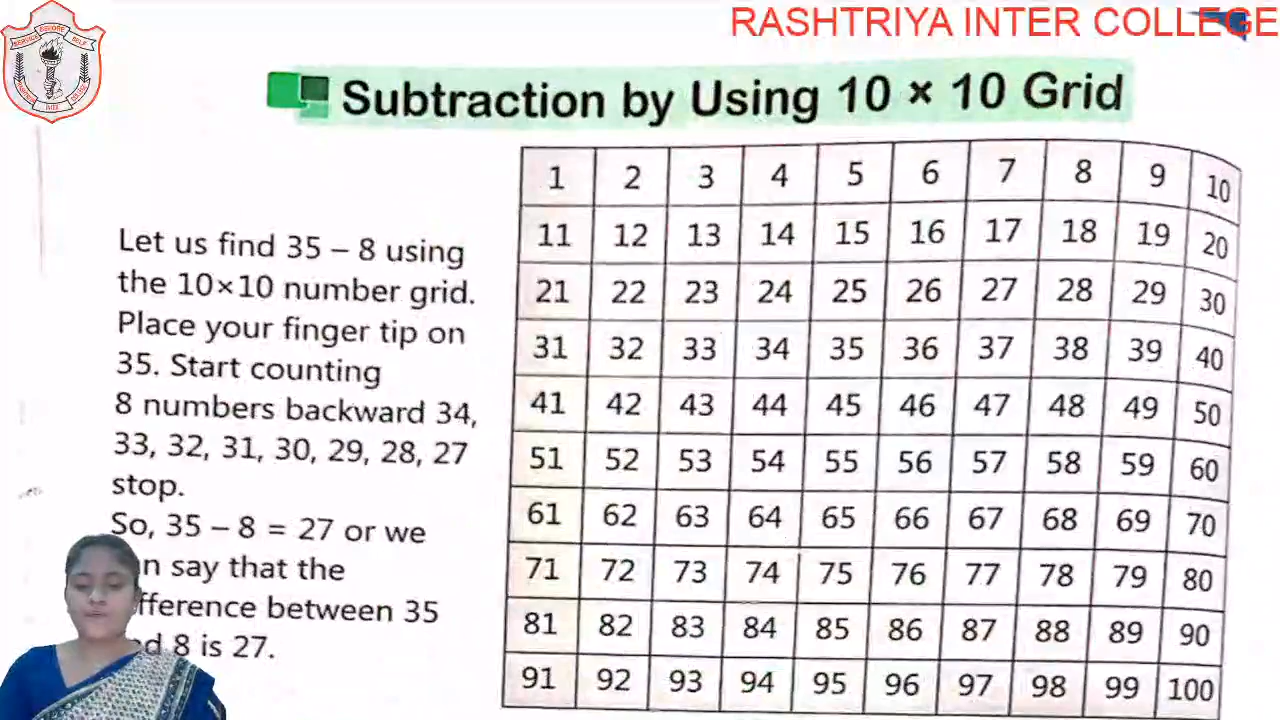 RASHTRIYA INTER COLLEGE
Subtraction by Using 10 × 10 Grid
Let us find 35 – 8 using
the 10×10 number grid.
Place your finger tip on
35. Start counting
8 numbers backward 34,
33, 32, 31, 30, 29, 28, 27
stop.
So, 35 – 8 = 27 or we
say that the
between 35
8 is 27.
1 2 3 4 5 6 7 8 9 10
11 12 13 14 15 16 17 18 19 20
21 22 23 24 25 26 27 28 29 30
31 32 33 34 35 36 37 38 39 40
41 42 43 44 45 46 47 48 49 50
51 52 53 54 55 56 57 58 59 60
61 62 63 64 65 66 67 68 69 70
71 72 73 74 75 76 77 78 79 80
81 82 83 84 85 86 87 88 89 90
91 92 93 94 95 96 97 98 99 100